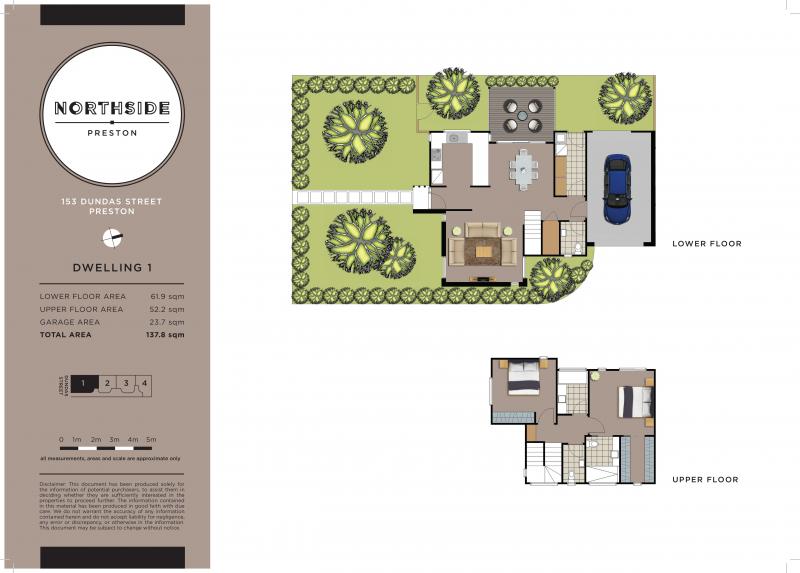 NORTHSIDE
PRESTON
153 DUNDAS STREET
PRESTON
DWELLING 1
LOWER FLOOR AREA 61.9 sqm
UPPER FLOOR AREA 52.2 sqm
GARAGE AREA 23.7 sqm
TOTAL AREA 137.8 sqm
DUNDAS
STREET
1 2 3 4
0 1m 2m 3m 4m 5m
all measurements, areas and scale are approximate only
Disclaimer: This document has been produced solely for
the information of potential purchasers, to assist them in
deciding whether they are sufficiently interested in the
properties to proceed further. The information contained
in this material has been produced in good faith with due
care. We do not warrant the accuracy of any information
contained herein and do not accept liability for negligence,
any error or discrepancy, or otherwise in the information.
This document may be subject to change without notice.
LOWER FLOOR
UPPER FLOOR